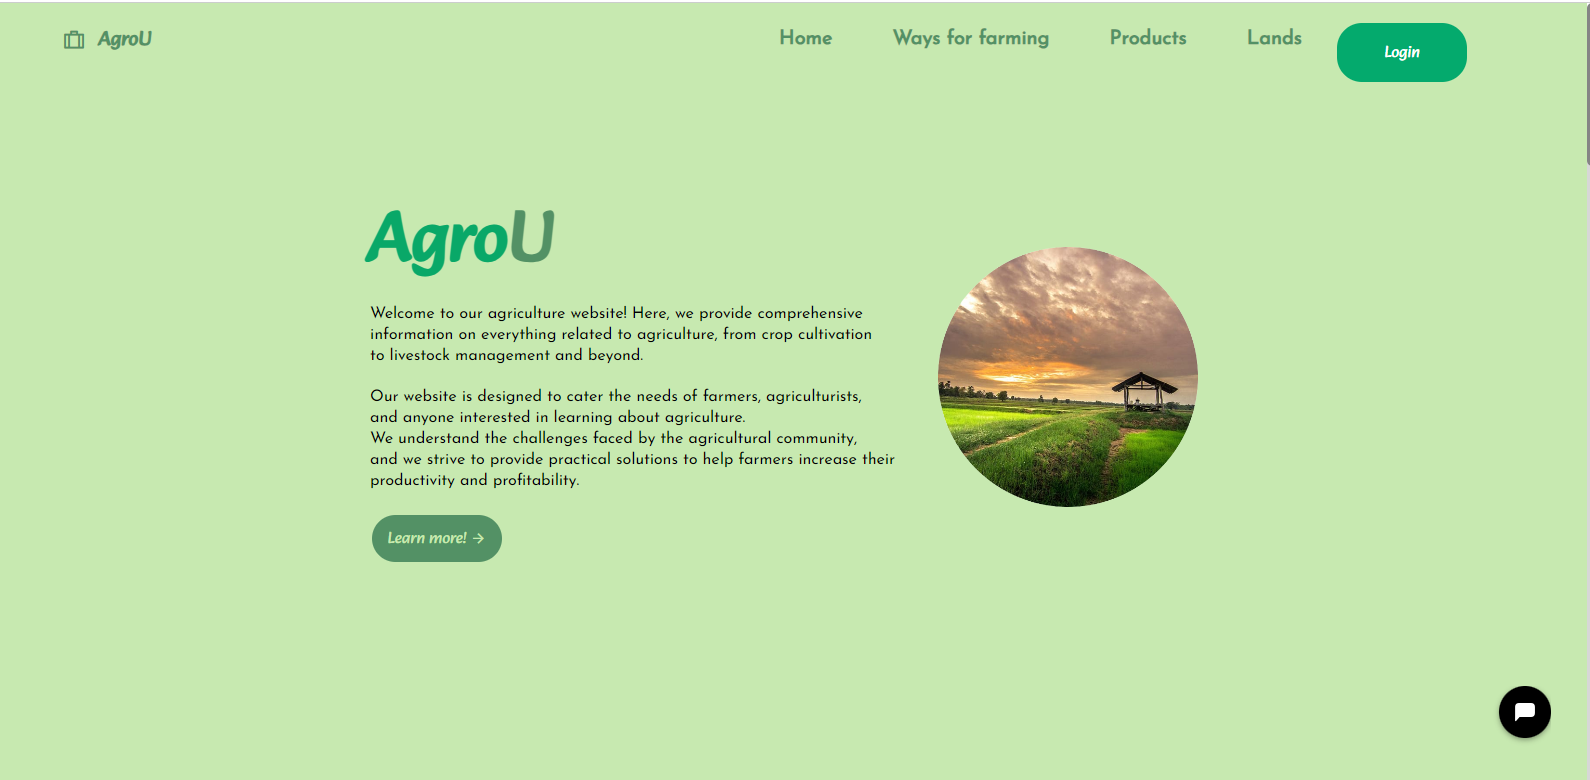 AgroU
Home
Ways for farming
Products
Lands
Login
AgroU
Welcome to our agriculture website! Here, we provide comprehensive
information on everything related to agriculture, from crop cultivation
to livestock management and beyond.
Our website is designed to cater the needs of farmers, agriculturists,
and anyone interested in learning about agriculture.
We understand the challenges faced by the agricultural community,
and we strive to provide practical solutions to help farmers increase their
productivity and profitability.
Learn more! →